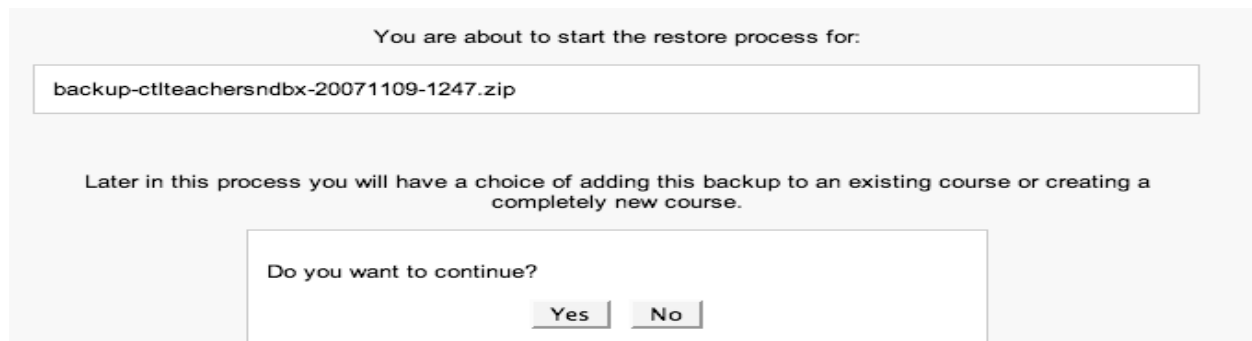 You are about to start the restore process for:
backup-ctlteachersndbx-20071109-1247.zip
Later in this process you will have a choice of adding this backup to an existing course or creating a
completely new course.
Do you want to continue?
Yes No